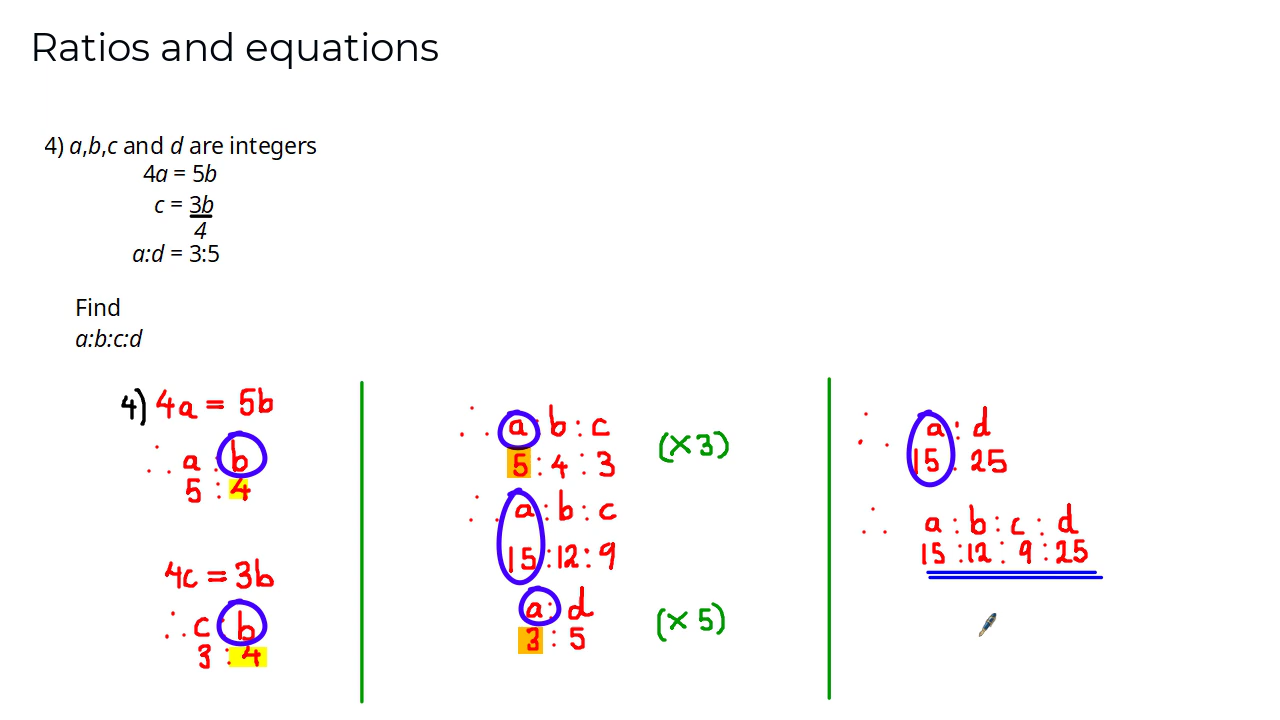 Ratios and equations
4) a,b,c and d are integers
4a = 5b
c = 3b
4
a:d = 3:5
Find
a:b:c:d
4) 4a = 5b
∴ a : b
5 : 4
4c = 3b
∴ c : b
3 : 4
∴ a : b : c
5 : 4 : 3
(×3)
∴ a : b : c
15 : 12 : 9
a : d
3 : 5
(×5)
∴ a : d
15 : 25
∴ a : b : c : d
15 : 12 : 9 : 25